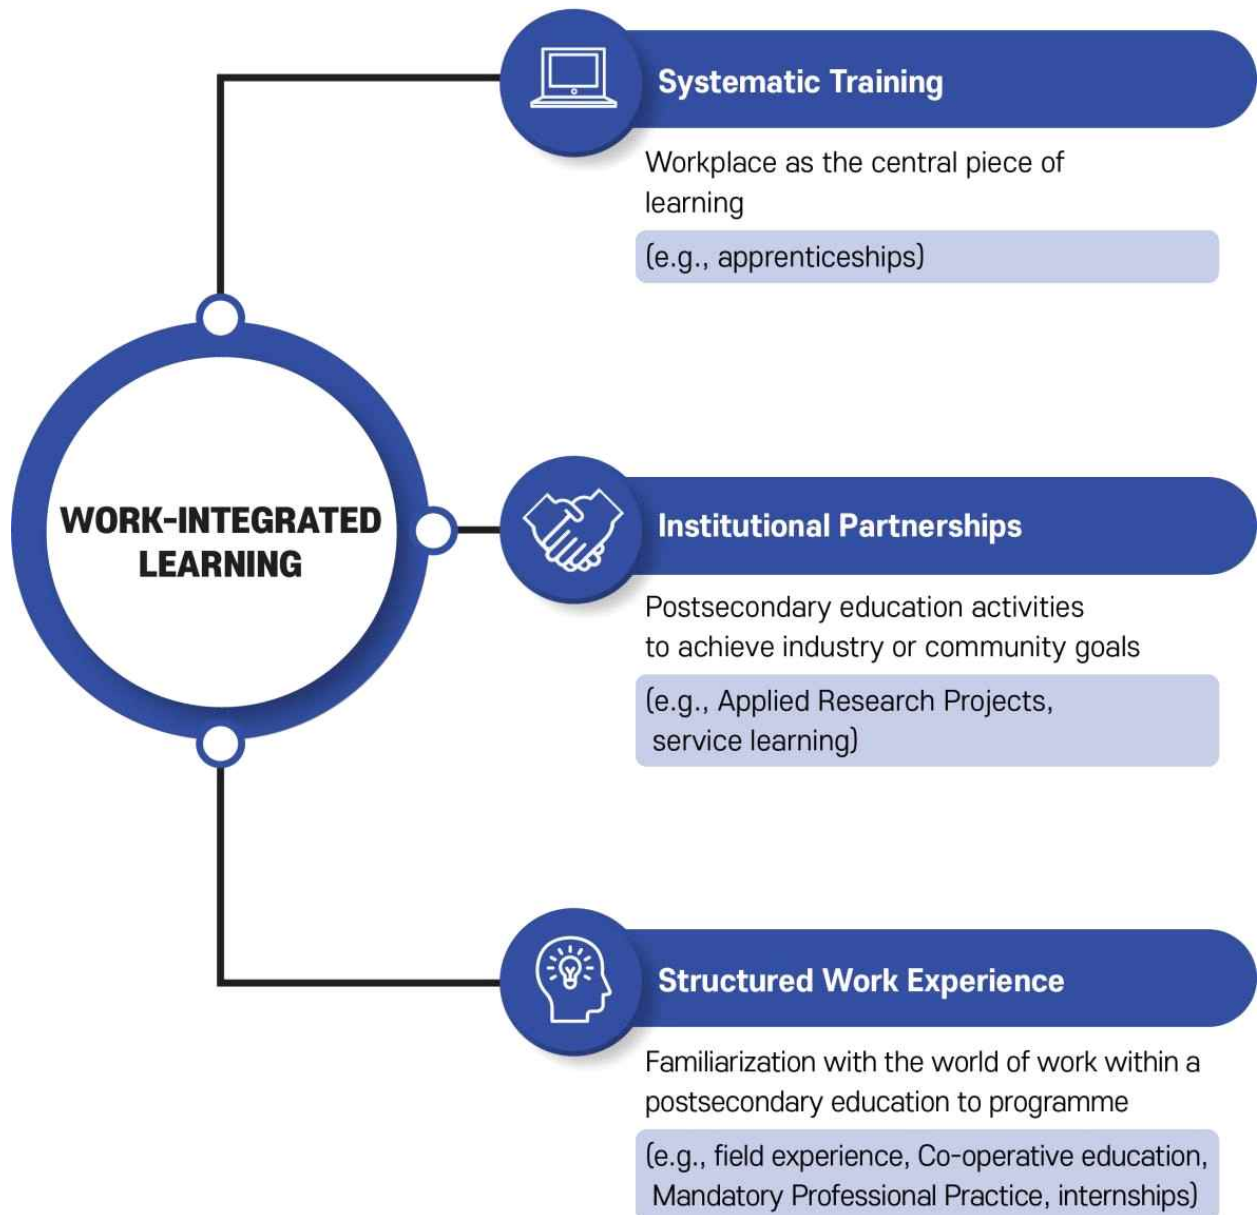 Systematic Training
Workplace as the central piece of
learning
(e.g., apprenticeships)
WORK-INTEGRATED
LEARNING
Institutional Partnerships
Postsecondary education activities
to achieve industry or community goals
(e.g., Applied Research Projects,
service learning)
Structured Work Experience
Familiarization with the world of work within a
postsecondary education to programme
(e.g., field experience, Co-operative education,
Mandatory Professional Practice, internships)